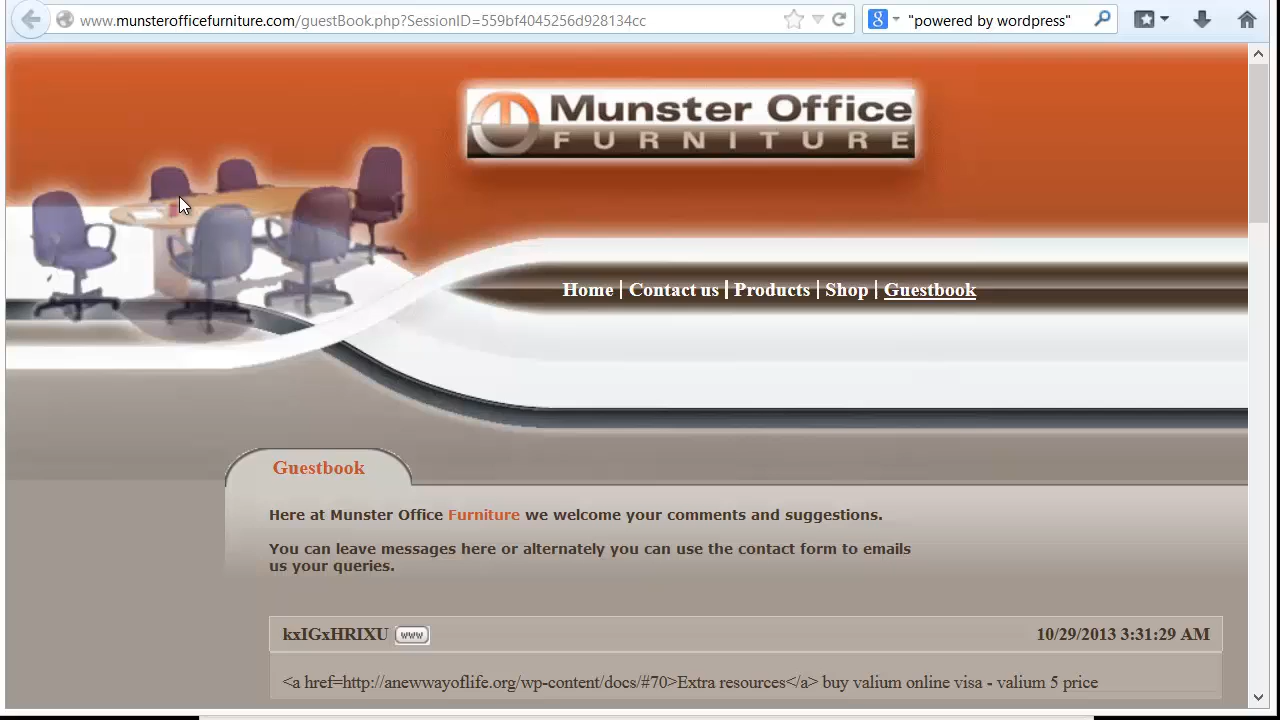 www.munsterofficefurniture.com/guestBook.php?SessionID=559bf4045256d928134cc
8 "powered by wordpress"
Munster Office
FURNITURE
Home | Contact us | Products | Shop | Guestbook
Guestbook
Here at Munster Office Furniture we welcome your comments and suggestions.
You can leave messages here or alternately you can use the contact form to emails
us your queries.
kxIGxHRIXU www 10/29/2013 3:31:29 AM
<a href=http://anewwayoflife.org/wp-content/docs/#70>Extra resources</a> buy valium online visa - valium 5 price